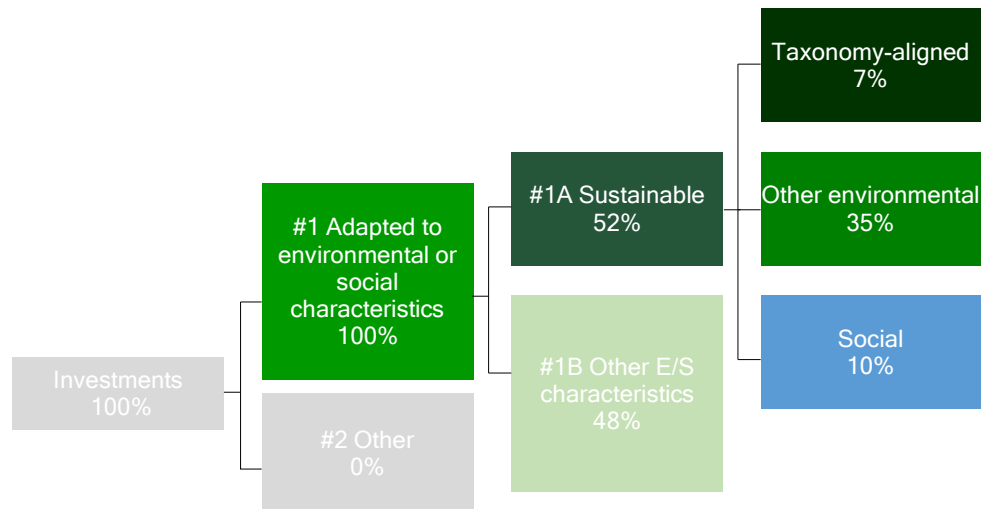 Investments
100%
#1 Adapted to
environmental or
social
characteristics
100%
#2 Other
0%
#1A Sustainable
52%
#1B Other E/S
characteristics
48%
Taxonomy-aligned
7%
Other environmental
35%
Social
10%